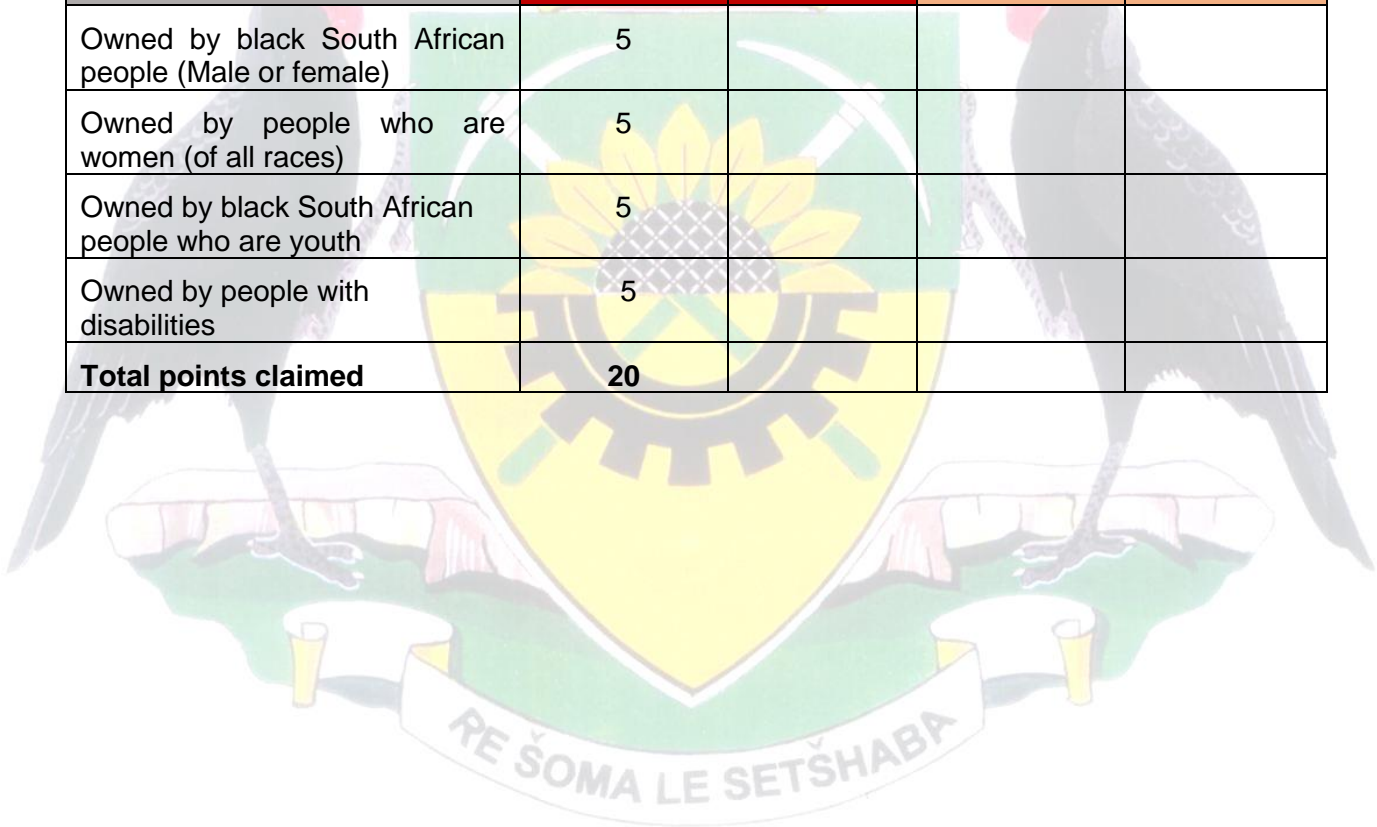 Owned by black South African people (Male or female) 5
Owned by people who are women (of all races) 5
Owned by black South African people who are youth 5
Owned by people with disabilities 5
Total points claimed 20
RE ŠOMA LE SETŠHABA